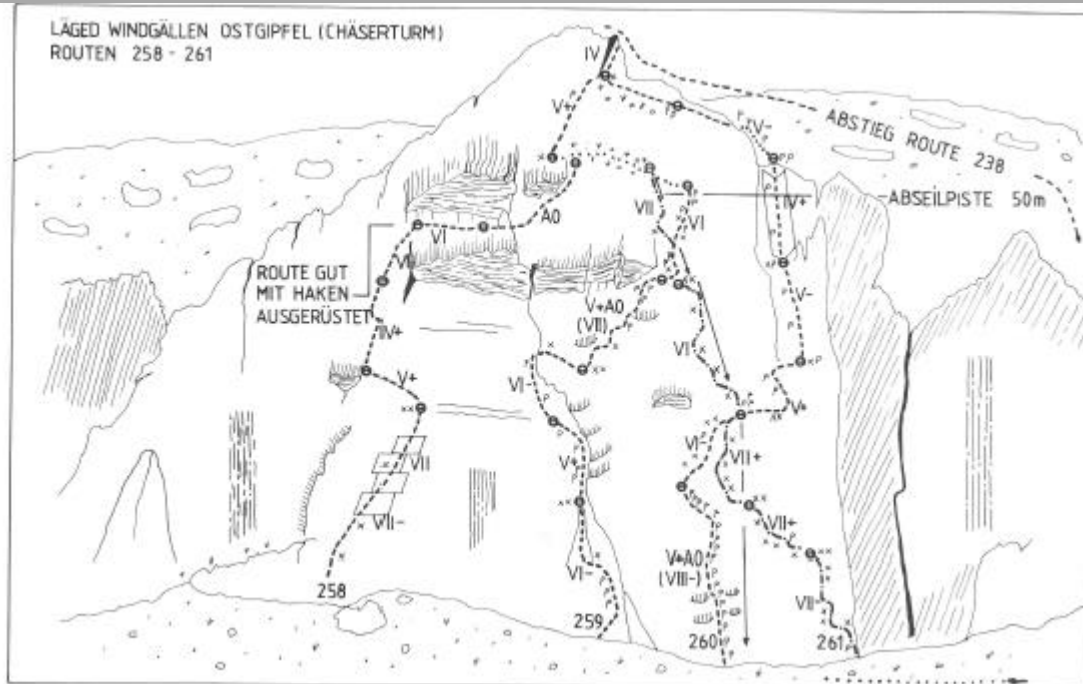 LÄGED WINDGÄLLEN OSTGIPFEL (CHÄSERTURM)
ROUTEN 258 - 261
IV
V+
V-
ABSTIEG ROUTE 238
ABSEILPISTE 50m
IV+
VII
VI
A0
VI
ROUTE GUT
MIT HAKEN
AUSGERÜSTET
V-
V+A0
(VII)
IV+
VI
V+
VI-
VII
VI-
VII+
V+
VII-
VII+
V+A0
(VIII-)
VI-
VII-
258
259
260
261